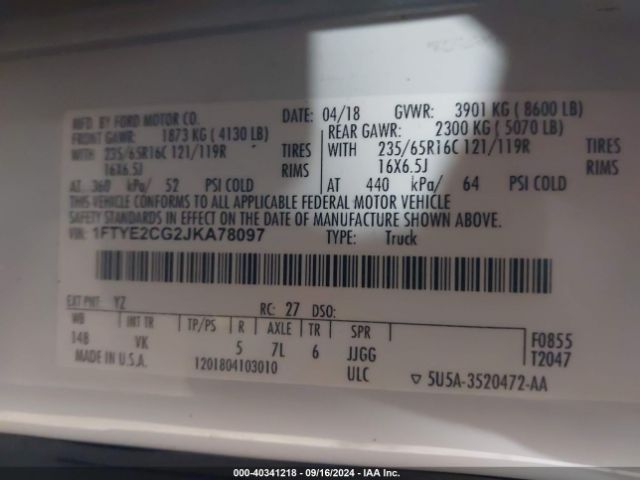 MFD. BY FORD MOTOR CO. DATE: 04/18 GVWR: 3901 KG ( 8600 LB)
FRONT GAWR: 1873 KG ( 4130 LB) REAR GAWR: 2300 KG ( 5070 LB)
WITH 235/65R16C 121/119R TIRES WITH 235/65R16C 121/119R TIRES
16X6.5J RIMS 16X6.5J RIMS
AT 360 kPa/ 52 PSI COLD AT 440 kPa/ 64 PSI COLD
THIS VEHICLE CONFORMS TO ALL APPLICABLE FEDERAL MOTOR VEHICLE
SAFETY STANDARDS IN EFFECT ON THE DATE OF MANUFACTURE SHOWN ABOVE.
VIN: 1FTYE2CG2JKA78097 TYPE: Truck
EXT PNT: YZ RC: 27 DSO:
WB INT TR TP/PS R AXLE TR SPR F0855
148 VK 5 7L 6 JJGG T2047
MADE IN U.S.A. 1201804103010 ULC ▽ 5U5A-3520472-AA
000-40341218 - 09/16/2024 - IAA Inc.